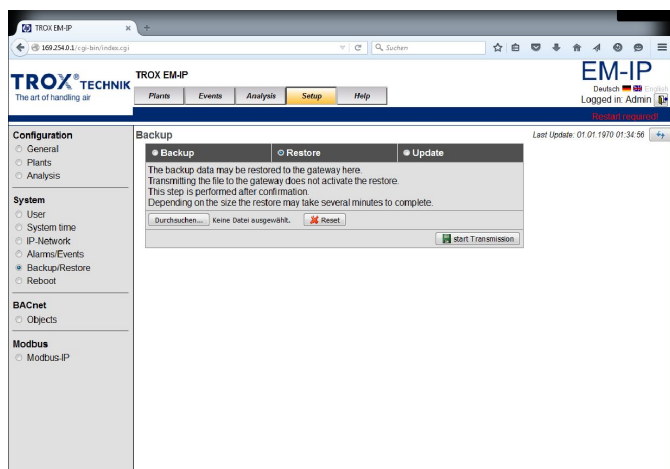 TROX EM-IP
169.254.0.1/cgi-bin/index.cgi
Suchen
TROX® TECHNIK
The art of handling air
TROX EM-IP
Plants Events Analysis Setup Help
EM-IP
Deutsch English
Logged in: Admin
Restart required!
Configuration
General
Plants
Analysis
System
User
System time
IP-Network
Alarms/Events
Backup/Restore
Reboot
BACnet
Objects
Modbus
Modbus-IP
Backup
Last Update: 01.01.1970 01:34:56
Backup Restore Update
The backup data may be restored to the gateway here.
Transmitting the file to the gateway does not activate the restore.
This step is performed after confirmation.
Depending on the size the restore may take several minutes to complete.
Durchsuchen... Keine Datei ausgewählt. Reset
start Transmission